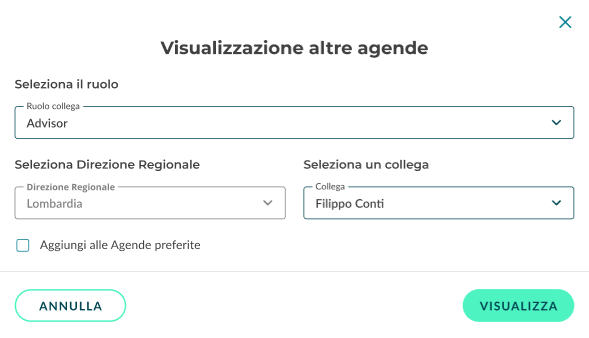 Visualizzazione altre agende
Seleziona il ruolo
Ruolo collega
Advisor
Seleziona Direzione Regionale
Direzione Regionale
Lombardia
Seleziona un collega
Collega
Filippo Conti
Aggiungi alle Agende preferite
ANNULLA
VISUALIZZA